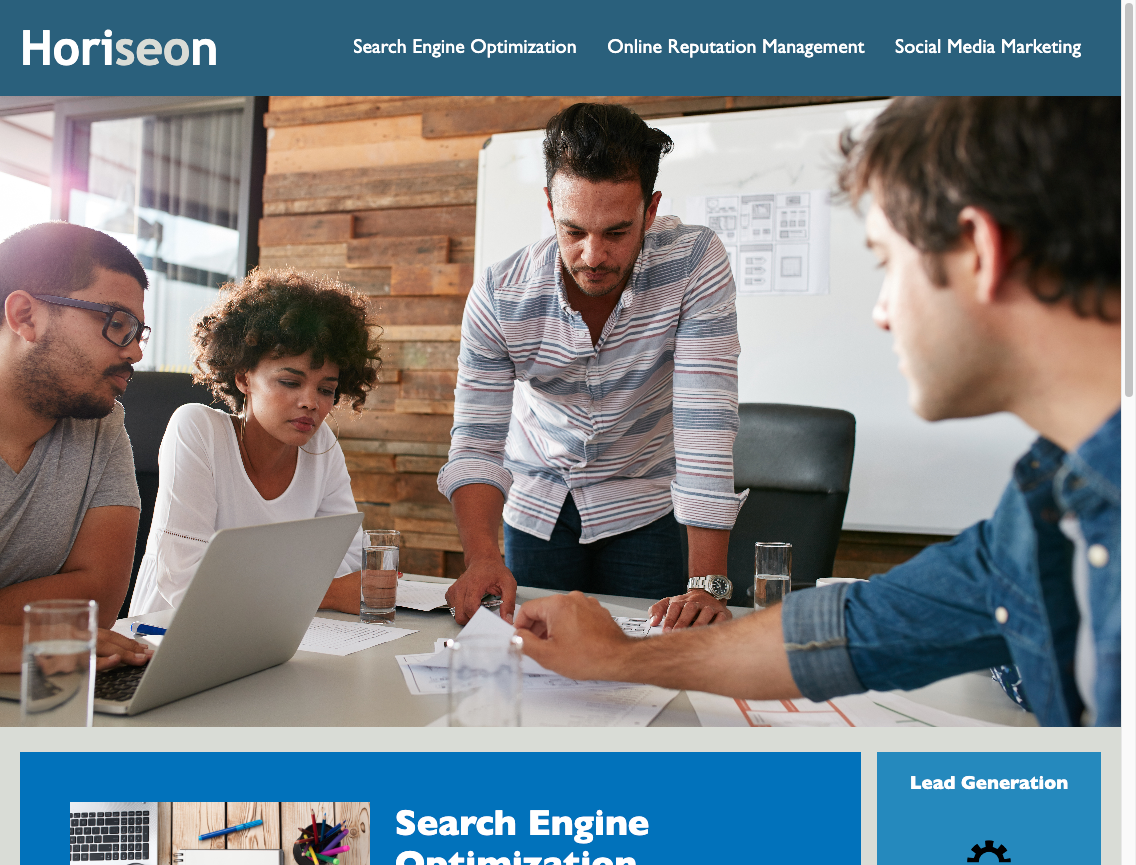 Horiseon
Search Engine Optimization
Online Reputation Management
Social Media Marketing
Search Engine
Optimization
Lead Generation